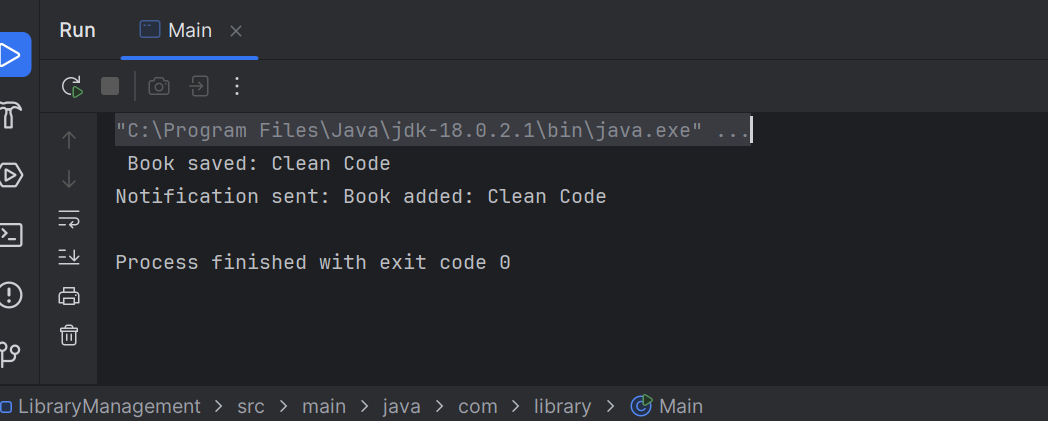 Run Main
"C:\Program Files\Java\jdk-18.0.2.1\bin\java.exe" ...
Book saved: Clean Code
Notification sent: Book added: Clean Code
Process finished with exit code 0
LibraryManagement > src > main > java > com > library > Main